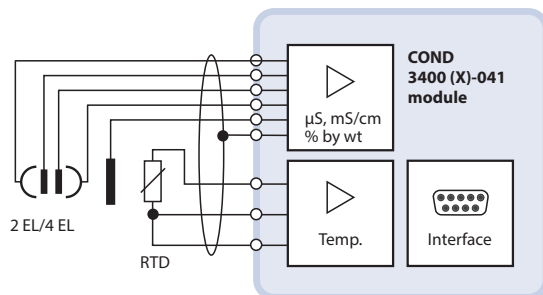 COND
3400 (X)-041
module
µS, mS/cm
% by wt
2 EL/4 EL
RTD
Temp.
Interface